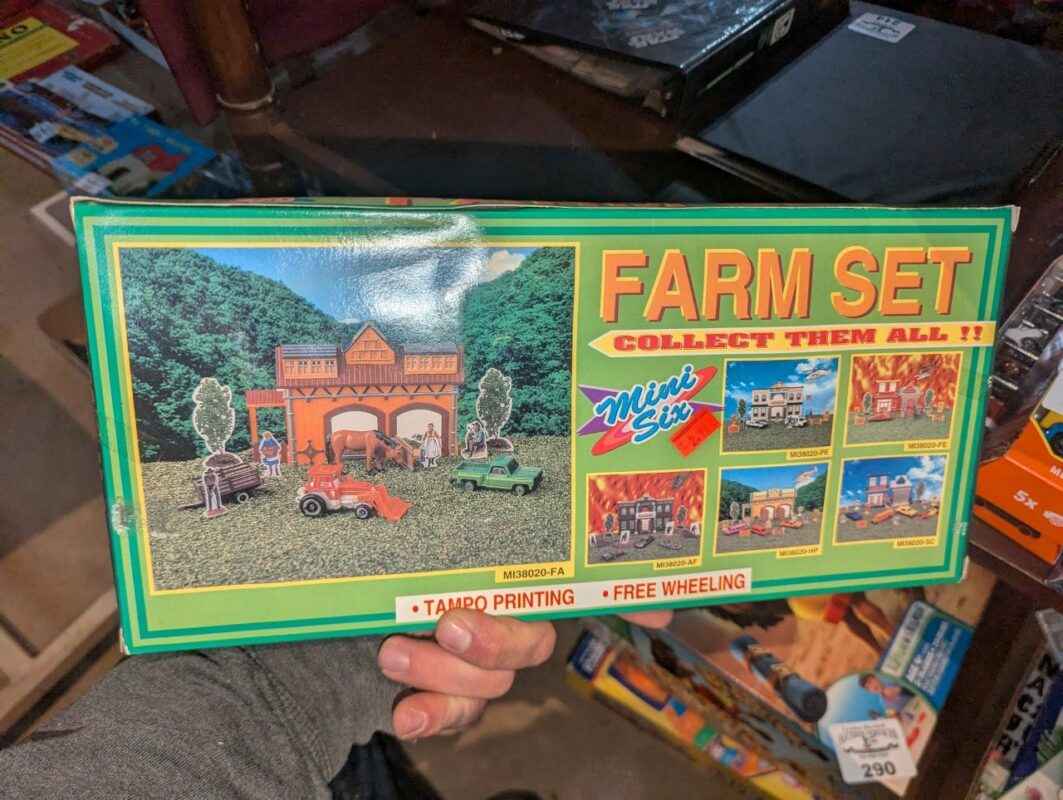 FARM SET
COLLECT THEM ALL !!
Mini
Six
MI38020-PE
MI38020-FE
MI38020-AF
MI38020-HP
MI38020-SC
MI38020-FA
• TAMPO PRINTING • FREE WHEELING
5x
290